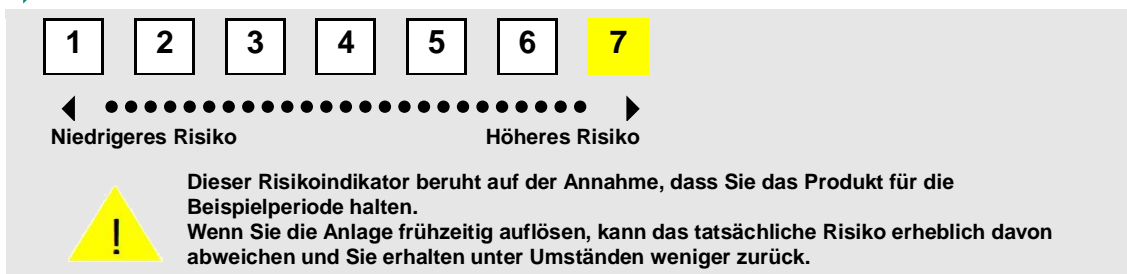 1 2 3 4 5 6 7
Niedrigeres Risiko Höheres Risiko
!
Dieser Risikoindikator beruht auf der Annahme, dass Sie das Produkt für die
Beispielperiode halten.
Wenn Sie die Anlage frühzeitig auflösen, kann das tatsächliche Risiko erheblich davon
abweichen und Sie erhalten unter Umständen weniger zurück.